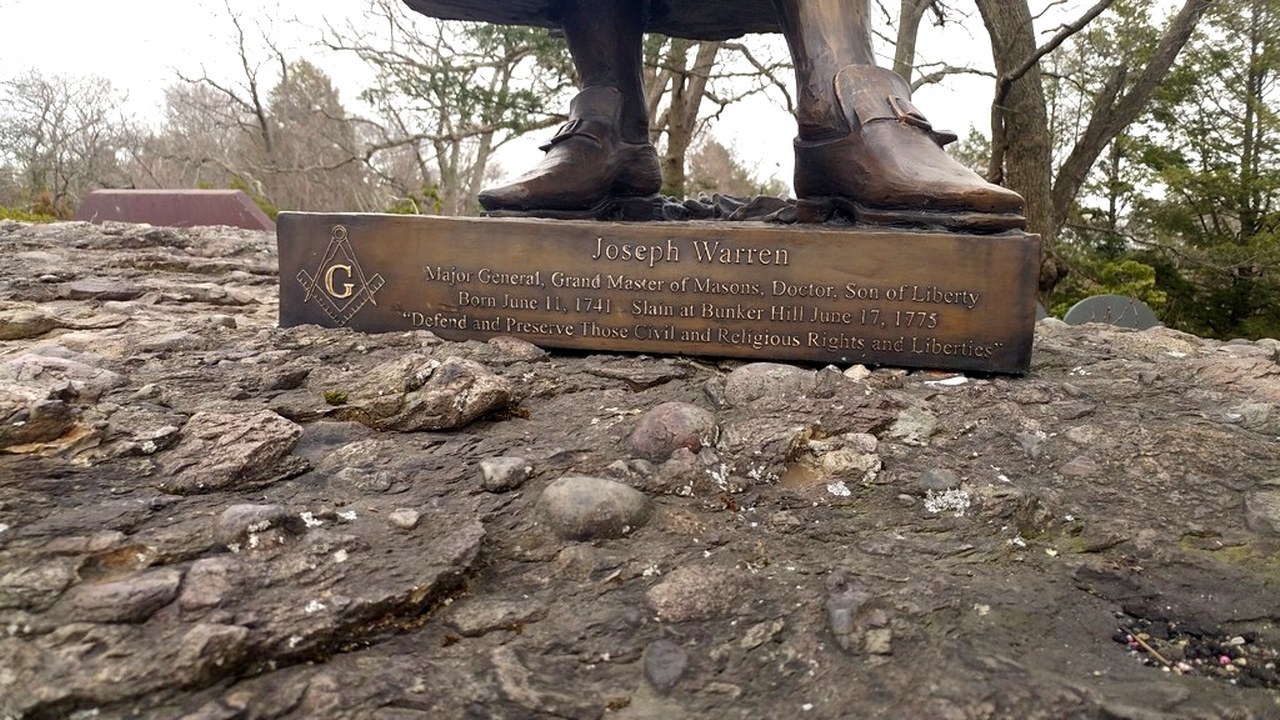 G
Joseph Warren
Major General, Grand Master of Masons, Doctor, Son of Liberty
Born June 11, 1741 Slain at Bunker Hill June 17, 1775
“Defend and Preserve Those Civil and Religious Rights and Liberties”